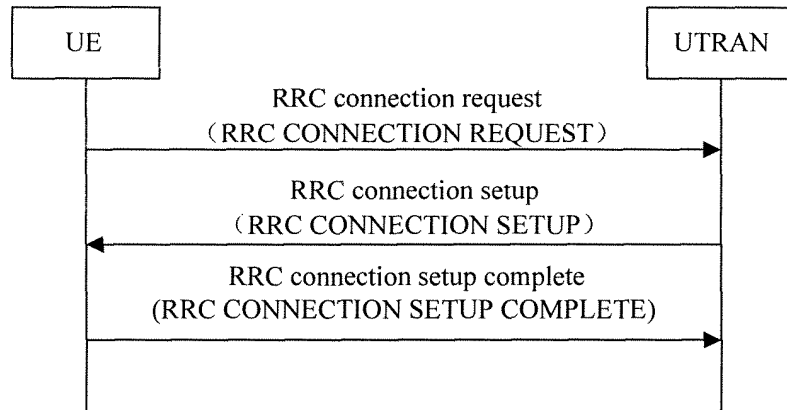 UE
UTRAN
RRC connection request
（RRC CONNECTION REQUEST）
RRC connection setup
（RRC CONNECTION SETUP）
RRC connection setup complete
(RRC CONNECTION SETUP COMPLETE)